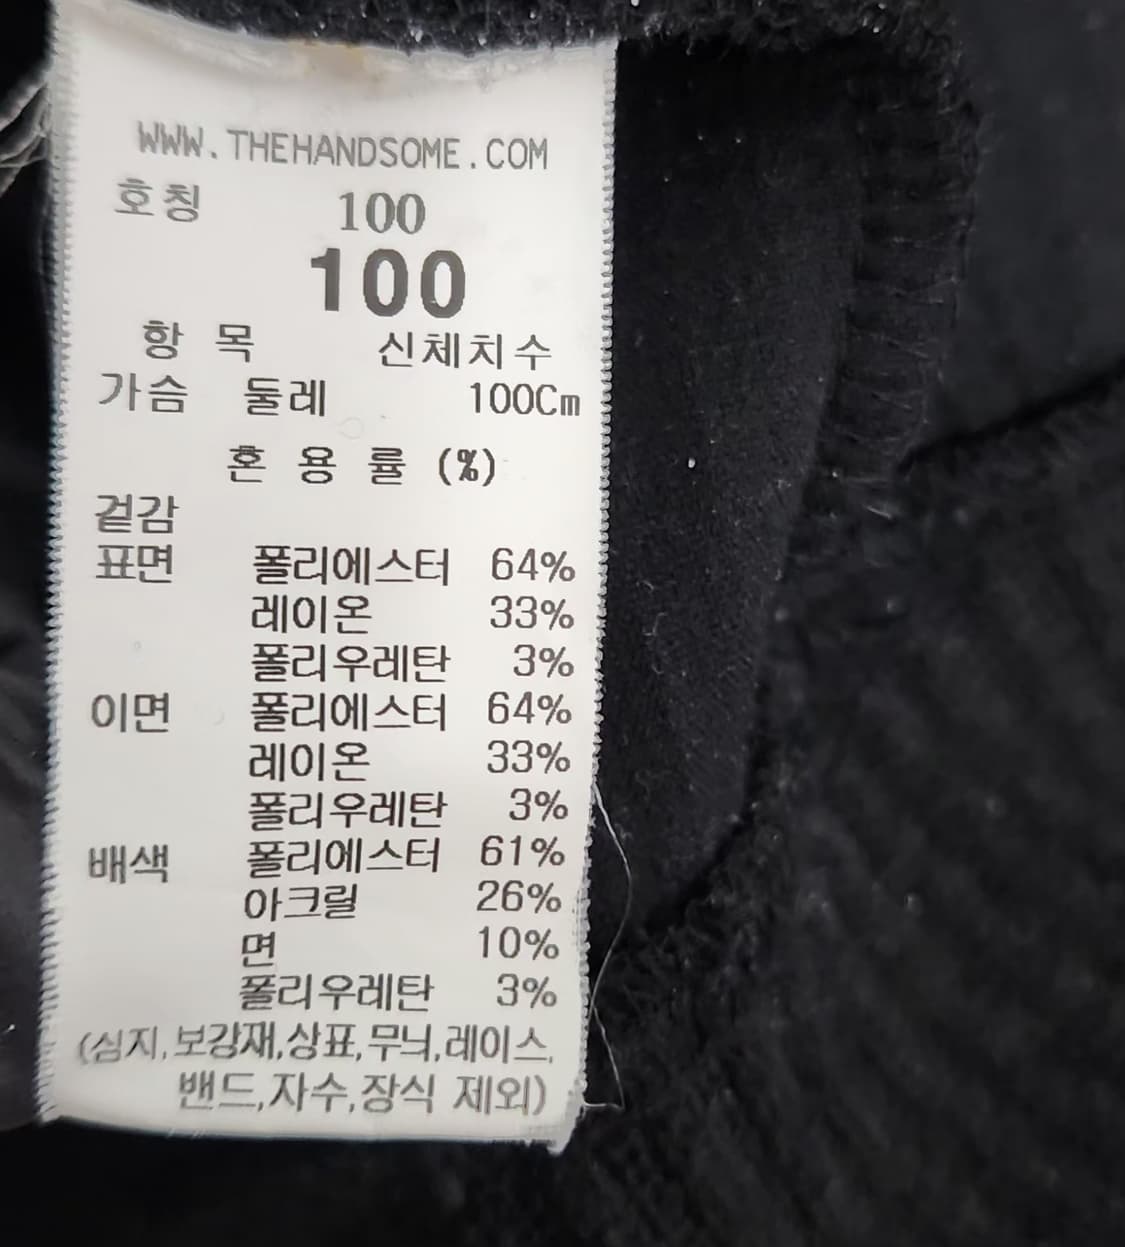 WWW.THEHANDSOME.COM
호칭 100
100
항 목 신체치수
가슴 둘레 100Cm
혼 용 률 (%)
겉감
표면 폴리에스터 64%
레이온 33%
폴리우레탄 3%
이면 폴리에스터 64%
레이온 33%
폴리우레탄 3%
배색 폴리에스터 61%
아크릴 26%
면 10%
폴리우레탄 3%
(심지,보강재,상표,무늬,레이스,
밴드,자수,장식 제외)